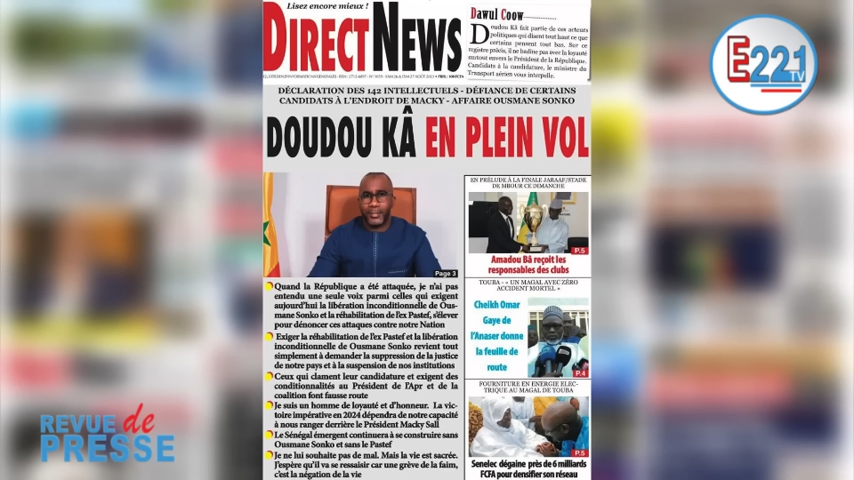 Lisez encore mieux !
DIRECT NEWS
Dawul Coow
Doudou Kâ fait partie de ces acteurs
politiques qui disent tout haut ce que
certains pensent tout bas. Sur ce
registre précis, il ne badine pas avec la loyauté
surtout envers le Président de la République.
Candidats à la candidature, le ministre du
Transport aérien vous interpelle.
DÉCLARATION DES 142 INTELLECTUELS - DÉFIANCE DE CERTAINS
CANDIDATS À L'ENDROIT DE MACKY - AFFAIRE OUSMANE SONKO
DOUDOU KÂ EN PLEIN VOL
Page 3
Quand la République a été attaquée, je n'ai pas
entendu une seule voix parmi celles qui exigent
aujourd'hui la libération inconditionnelle de Ous-
mane Sonko et la réhabilitation de l'ex Pastef, s'élever
pour dénoncer ces attaques contre notre Nation
Exiger la réhabilitation de l'ex Pastef et la libération
inconditionnelle de Ousmane Sonko revient tout
simplement à demander la suppression de la justice
de notre pays et à la suspension de nos institutions
Ceux qui clament leur candidature et exigent des
conditionnalités au Président de l'Apr et de la
coalition font fausse route
Je suis un homme de loyauté et d'honneur. La vic-
toire impérative en 2024 dépendra de notre capacité
à nous ranger derrière le Président Macky Sall
Le Sénégal émergent continuera à se construire sans
Ousmane Sonko et sans le Pastef
Je ne lui souhaite pas de mal. Mais la vie est sacrée.
J'espère qu'il va se ressaisir car une grève de la faim,
c'est la négation de la vie
EN PRÉLUDE À LA FINALE JARAAF/STADE
DE MBOUR CE DIMANCHE
P.5
Amadou Bâ reçoit les
responsables des clubs
TOUBA - « UN MAGAL AVEC ZÉRO
ACCIDENT MORTEL »
Cheikh Omar
Gaye de
l'Anaser donne
la feuille de
route
P.4
FOURNITURE EN ENERGIE ELEC-
TRIQUE AU MAGAL DE TOUBA
P.5
Senelec dégaine près de 6 milliards
FCFA pour densifier son réseau
E221
TV
REVUE de
PRESSE